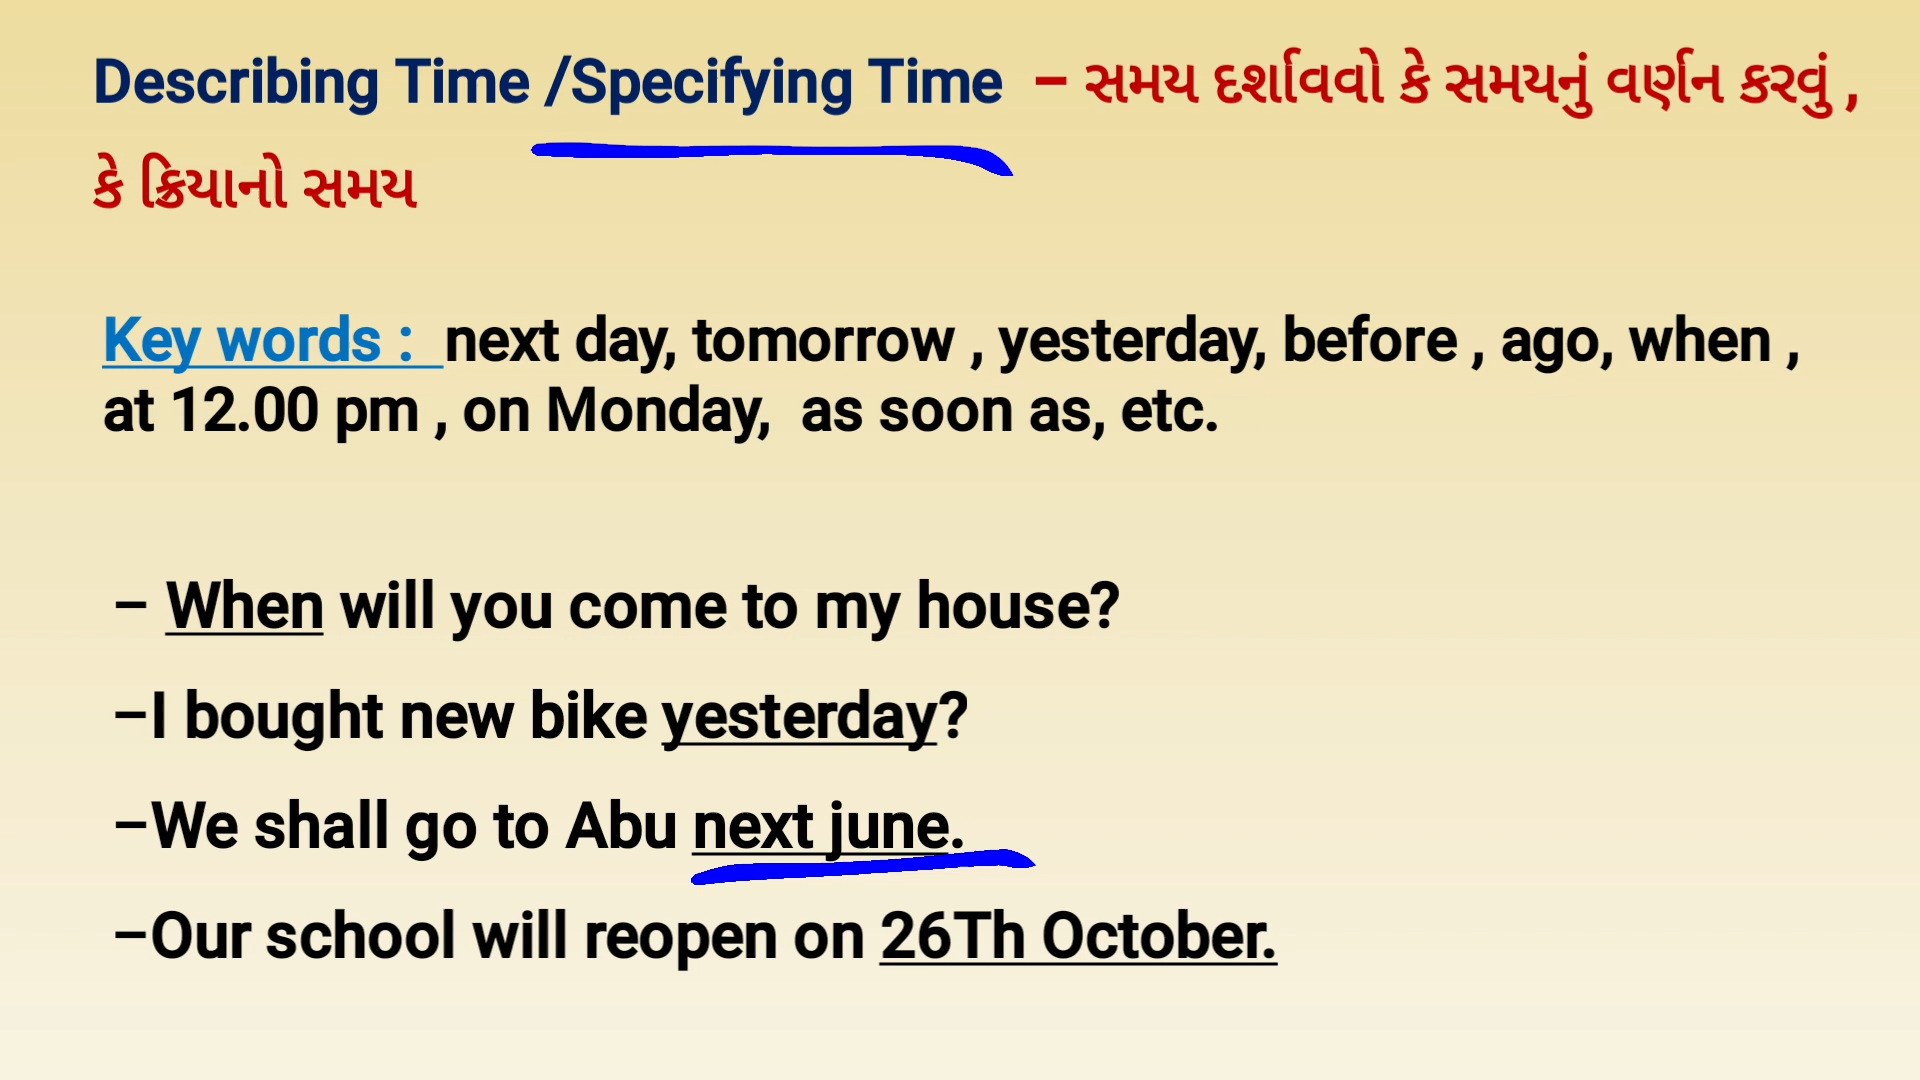 Describing Time /Specifying Time – સમય દર્શાવવો કે સમયનું વર્ણન કરવું ,
કે ક્રિયાનો સમય
Key words : next day, tomorrow , yesterday, before , ago, when ,
at 12.00 pm , on Monday, as soon as, etc.
– When will you come to my house?
–I bought new bike yesterday?
–We shall go to Abu next june.
–Our school will reopen on 26Th October.